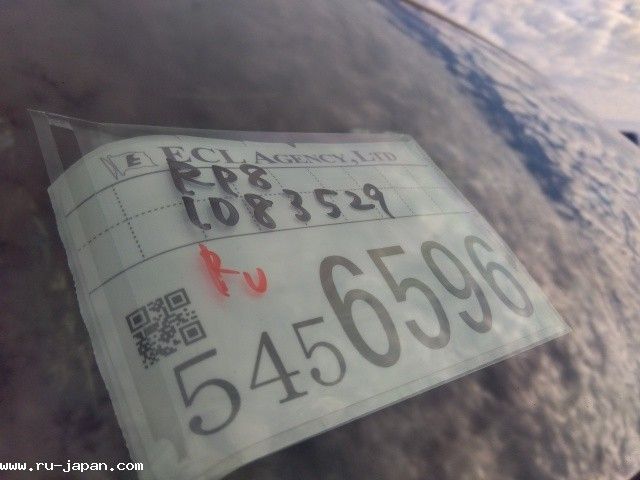 ECL AGENCY, LTD
RP8
1083529
RU
5456596
www.ru-japan.com